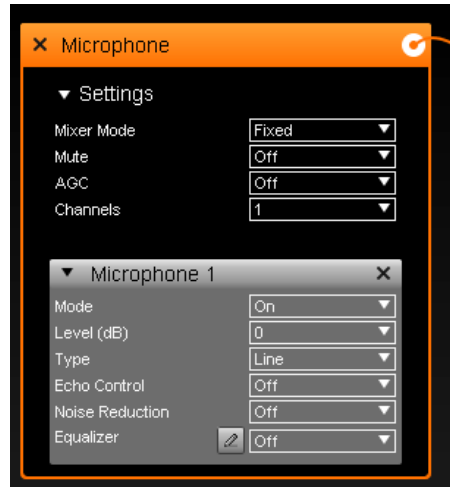 Microphone
Settings
Mixer Mode Fixed
Mute Off
AGC Off
Channels 1
Microphone 1
Mode On
Level (dB) 0
Type Line
Echo Control Off
Noise Reduction Off
Equalizer Off